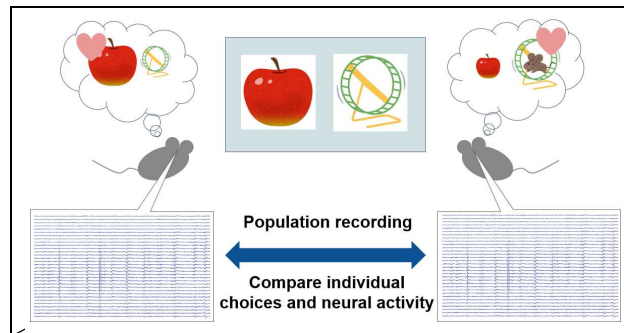 Population recording
Compare individual
choices and neural activity